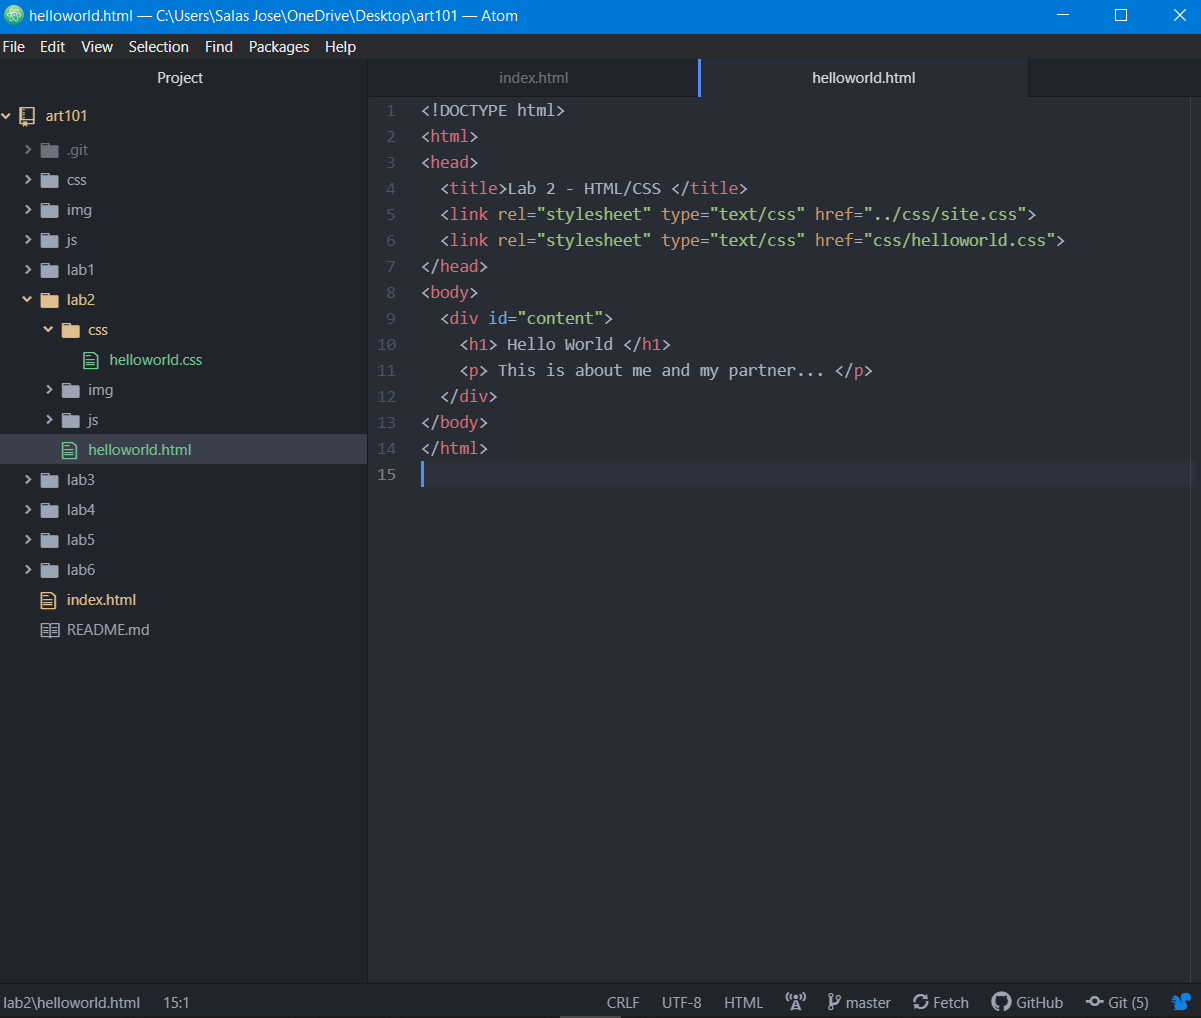 helloworld.html — C:\Users\Salas Jose\OneDrive\Desktop\art101 — Atom
File Edit View Selection Find Packages Help
Project
art101
.git
css
img
js
lab1
lab2
css
helloworld.css
img
js
helloworld.html
lab3
lab4
lab5
lab6
index.html
README.md
index.html helloworld.html
1 <!DOCTYPE html>
2 <html>
3 <head>
4 <title>Lab 2 - HTML/CSS </title>
5 <link rel="stylesheet" type="text/css" href="../css/site.css">
6 <link rel="stylesheet" type="text/css" href="css/helloworld.css">
7 </head>
8 <body>
9 <div id="content">
10 <h1> Hello World </h1>
11 <p> This is about me and my partner... </p>
12 </div>
13 </body>
14 </html>
15
lab2\helloworld.html 15:1 CRLF UTF-8 HTML master Fetch GitHub Git (5)